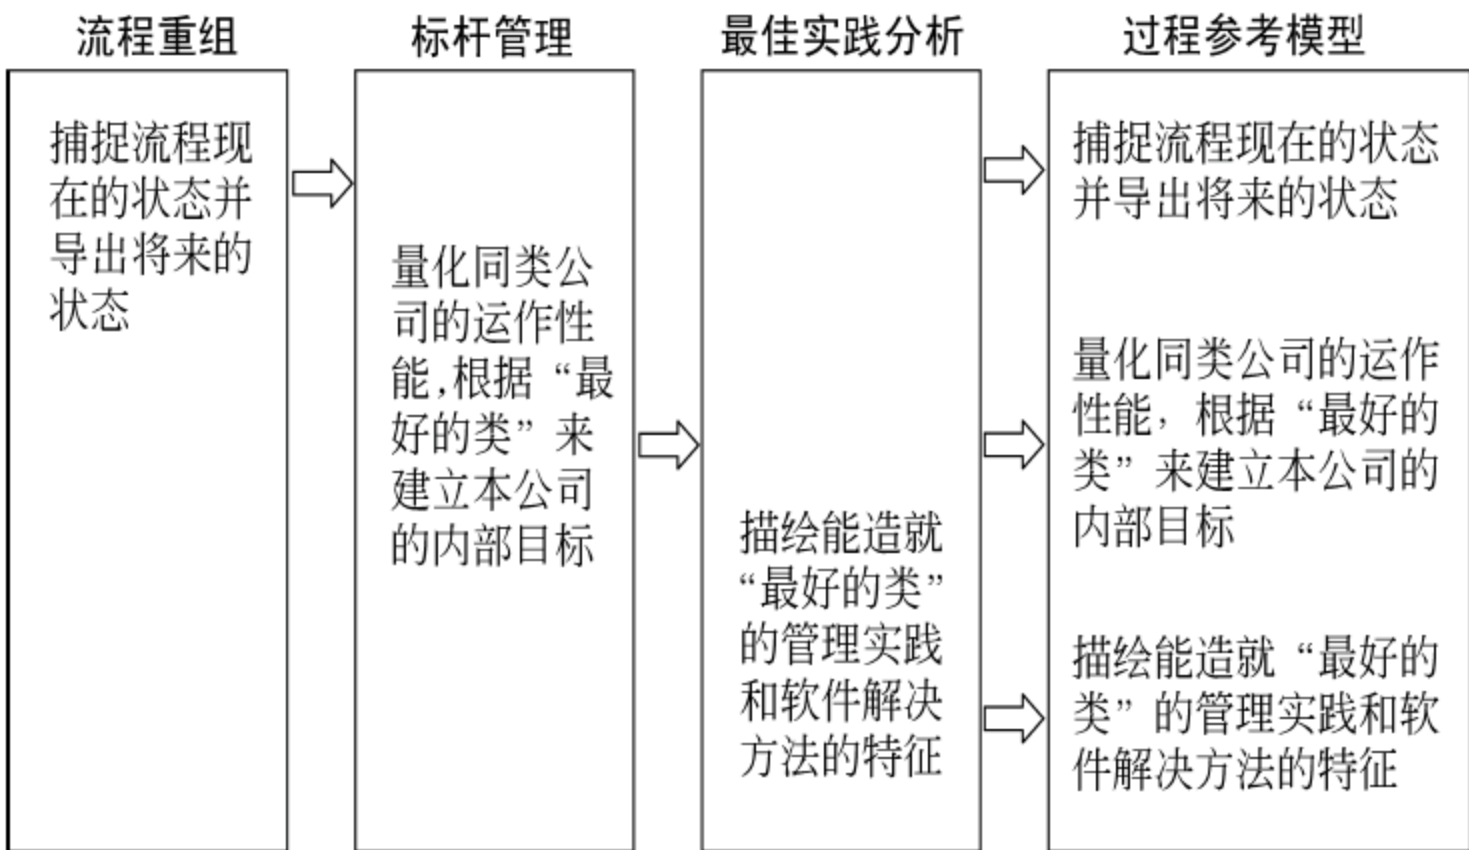 流程重组
捕捉流程现
在的状态并
导出将来的
状态
标杆管理
量化同类公
司的运作性
能,根据“最
好的类”来
建立本公司
的内部目标
最佳实践分析
描绘能造就
“最好的类”
的管理实践
和软件解决
方法的特征
过程参考模型
捕捉流程现在的状态
并导出将来的状态
量化同类公司的运作
性能，根据“最好的
类”来建立本公司的
内部目标
描绘能造就“最好的
类”的管理实践和软
件解决方法的特征